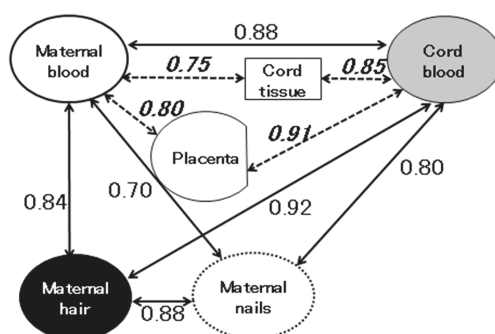 0.88
Maternal
blood
Cord
blood
0.75
Cord
tissue
0.85
0.80
0.91
Placenta
0.84
0.70
0.92
0.80
Maternal
hair
0.88
Maternal
nails